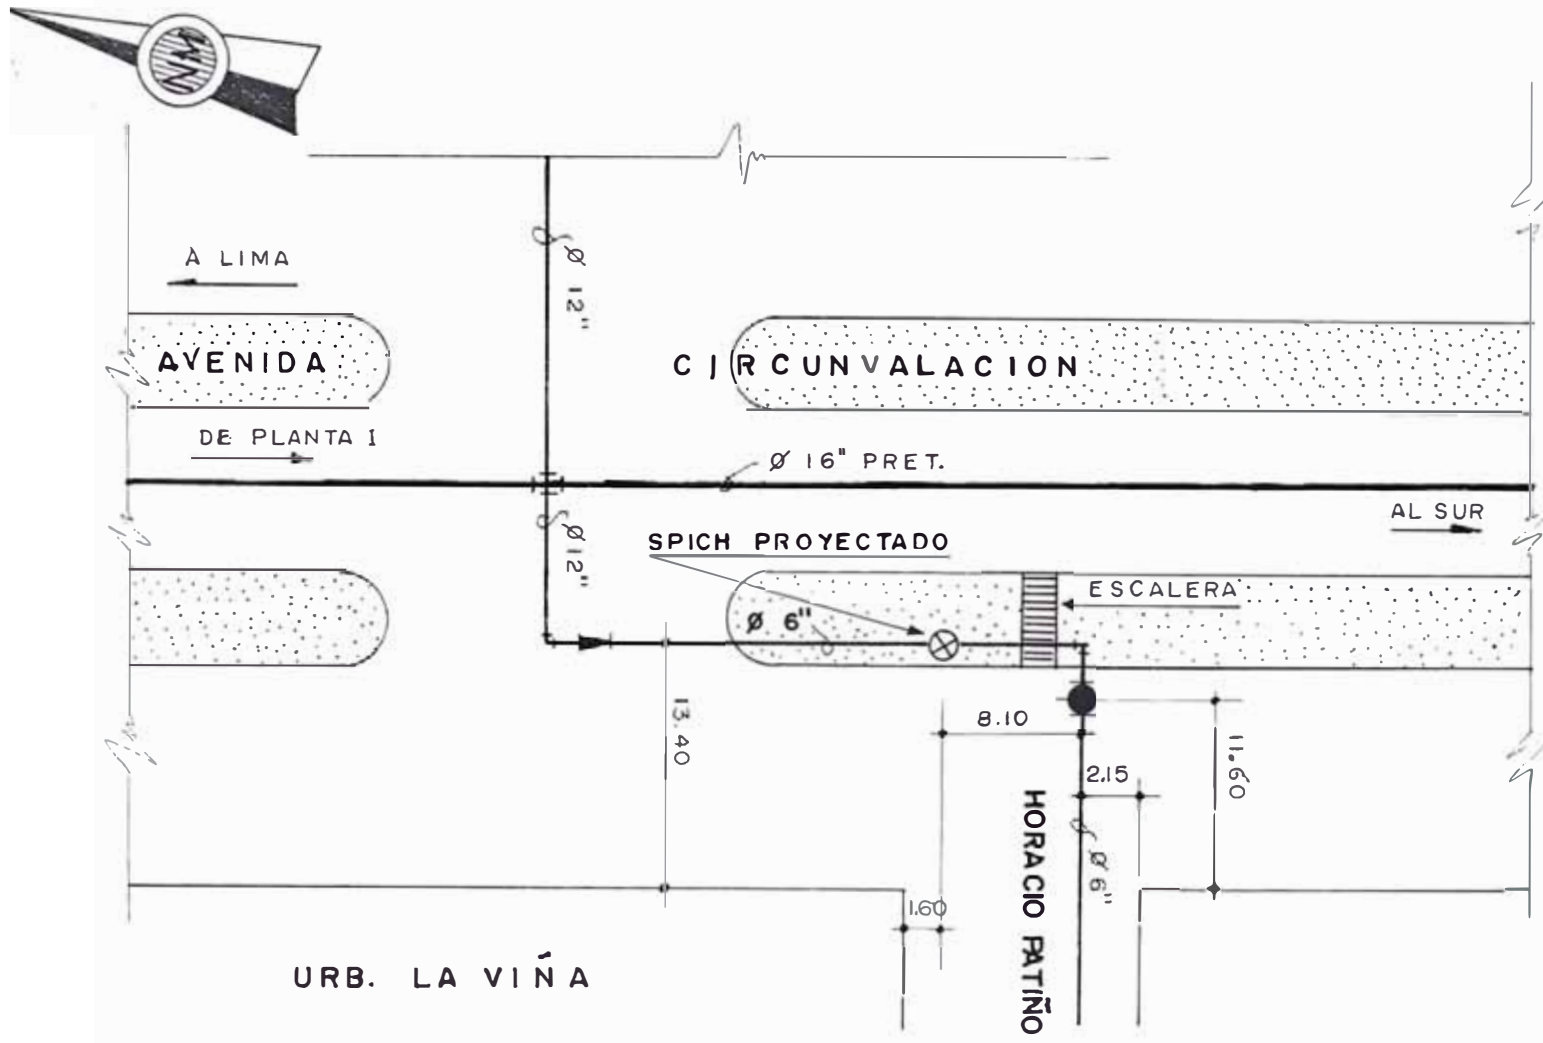 NM
À LIMA
Ø 12"
AVENIDA
CIRCUNVALACION
DE PLANTA I
Ø 16" PRET.
AL SUR
Ø 12"
SPICH PROYECTADO
ESCALERA
Ø 6"
13.40
8.10
2.15
11.60
HORACIO PATIÑO
Ø 6"
1.60
URB. LA VIÑA